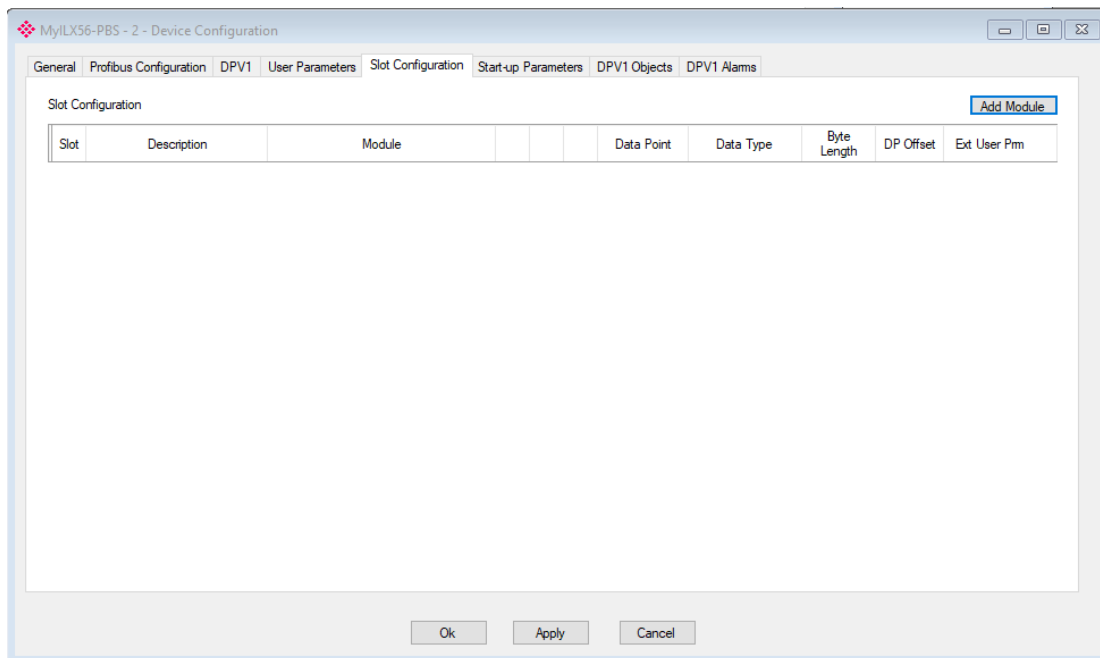 MyILX56-PBS - 2 - Device Configuration
General Profibus Configuration DPV1 User Parameters Slot Configuration Start-up Parameters DPV1 Objects DPV1 Alarms
Slot Configuration Add Module
Slot Description Module Data Point Data Type Byte Length DP Offset Ext User Prm
Ok Apply Cancel